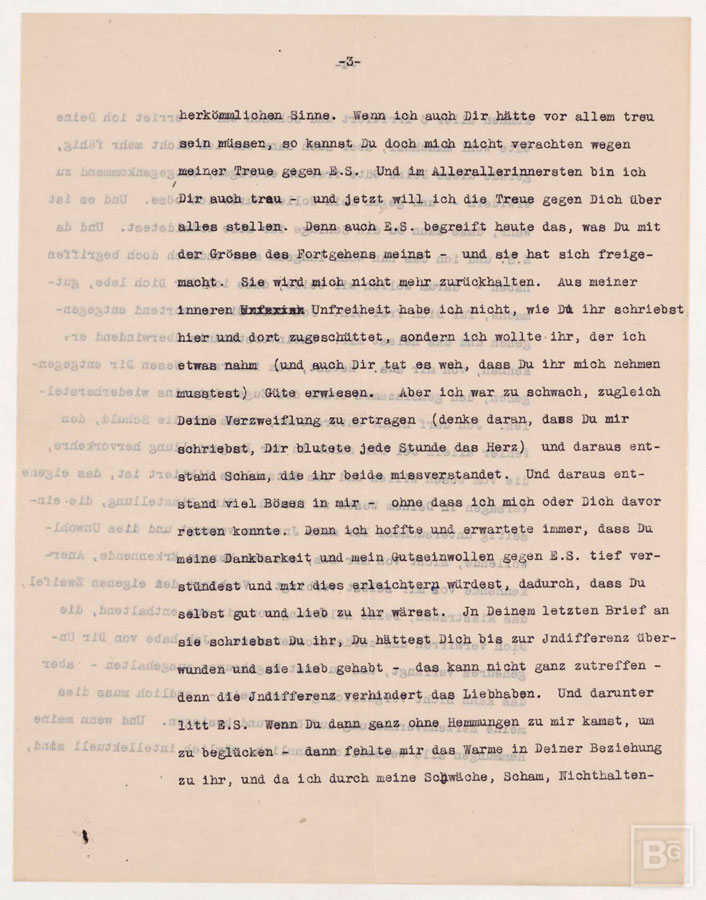 -3-
herkömmlichen Sinne. Wenn ich auch Dir hätte vor allem treu
sein müssen, so kannst Du doch mich nicht verachten wegen
meiner Treue gegen E.S. Und im Allerallerinnersten bin ich
Dir auch treu - und jetzt will ich die Treue gegen Dich über
alles stellen. Denn auch E.S. begreift heute das, was Du mit
der Grösse des Fortgehens meinst - und sie hat sich freige-
macht. Sie wird mich nicht mehr zurückhalten. Aus meiner
inneren Unfreiheit habe ich nicht, wie Du ihr schriebst
hier und dort zugeschüttet, sondern ich wollte ihr, der ich
etwas nahm (und auch Dir tat es weh, dass Du ihr mich nehmen
musstest) Güte erwiesen. Aber ich war zu schwach, zugleich
Deine Verzweiflung zu ertragen (denke daran, dass Du mir
schriebst, Dir blutete jede Stunde das Herz) und daraus ent-
stand Scham, die ihr beide missverstandet. Und daraus ent-
stand viel Böses in mir - ohne dass ich mich oder Dich davor
retten konnte. Denn ich hoffte und erwartete immer, dass Du
meine Dankbarkeit und mein Gutseinwollen gegen E.S. tief ver-
stündest und mir dies erleichtern würdest, dadurch, dass Du
selbst gut und lieb zu ihr wärest. Jn Deinem letzten Brief an
sie schriebst Du ihr, Du hättest Dich bis zur Jndifferenz über-
wunden und sie lieb gehabt - das kann nicht ganz zutreffen -
denn die Jndifferenz verhindert das Liebhaben. Und darunter
litt E.S. Wenn Du dann ganz ohne Hemmungen zu mir kamst, um
zu beglücken - dann fehlte mir das Warme in Deiner Beziehung
zu ihr, und da ich durch meine Schwäche, Scham, Nichthalten-
BG